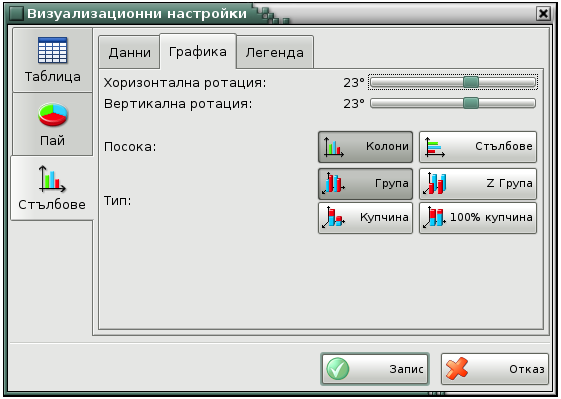 Визуализационни настройки
Таблица
Пай
Стълбове
Данни
Графика
Легенда
Хоризонтална ротация: 23°
Вертикална ротация: 23°
Посока:
Колони
Стълбове
Тип:
Група
Z Група
Купчина
100% купчина
Запис
Отказ